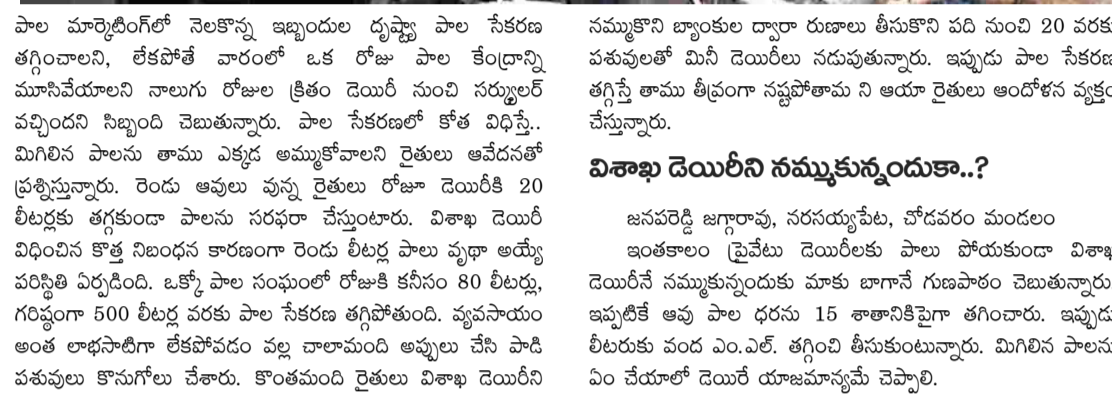 పాల మార్కెటింగ్‌లో నెలకొన్న ఇబ్బందుల దృష్ట్యా పాల సేకరణ
తగ్గించాలని, లేకపోతే వారంలో ఒక రోజు పాల కేంద్రాన్ని
మూసివేయాలని నాలుగు రోజుల క్రితం డెయిరీ నుంచి సర్క్యులర్
వచ్చిందని సిబ్బంది చెబుతున్నారు. పాల సేకరణలో కోత విధిస్తే..
మిగిలిన పాలను తాము ఎక్కడ అమ్ముకోవాలని రైతులు ఆవేదనతో
ప్రశ్నిస్తున్నారు. రెండు ఆవులు వున్న రైతులు రోజూ డెయిరీకి 20
లీటర్లకు తగ్గకుండా పాలను సరఫరా చేస్తుంటారు. విశాఖ డెయిరీ
విధించిన కొత్త నిబంధన కారణంగా రెండు లీటర్ల పాలు వృథా అయ్యే
పరిస్థితి ఏర్పడింది. ఒక్కో పాల సంఘంలో రోజుకి కనీసం 80 లీటర్లు,
గరిష్ఠంగా 500 లీటర్ల వరకు పాల సేకరణ తగ్గిపోతుంది. వ్యవసాయం
అంత లాభసాటిగా లేకపోవడం వల్ల చాలామంది అప్పులు చేసి పాడి
పశువులు కొనుగోలు చేశారు. కొంతమంది రైతులు విశాఖ డెయిరీని
నమ్ముకొని బ్యాంకుల ద్వారా రుణాలు తీసుకొని పది నుంచి 20 వరకు
పశువులతో మినీ డెయిరీలు నడుపుతున్నారు. ఇప్పుడు పాల సేకరణ
తగ్గిస్తే తాము తీవ్రంగా నష్టపోతామ ని ఆయా రైతులు ఆందోళన వ్యక్తం
చేస్తున్నారు.
విశాఖ డెయిరీని నమ్ముకున్నందుకా..?
జనపరెడ్డి జగ్గారావు, నరసయ్యపేట, చోడవరం మండలం
ఇంతకాలం ప్రైవేటు డెయిరీలకు పాలు పోయకుండా విశాఖ
డెయిరీనే నమ్ముకున్నందుకు మాకు బాగానే గుణపాఠం చెబుతున్నారు
ఇప్పటికే ఆవు పాల ధరను 15 శాతానికిపైగా తగించారు. ఇప్పుడు
లీటరుకు వంద ఎం.ఎల్. తగ్గించి తీసుకుంటున్నారు. మిగిలిన పాలను
ఏం చేయాలో డెయిరే యాజమాన్యమే చెప్పాలి.